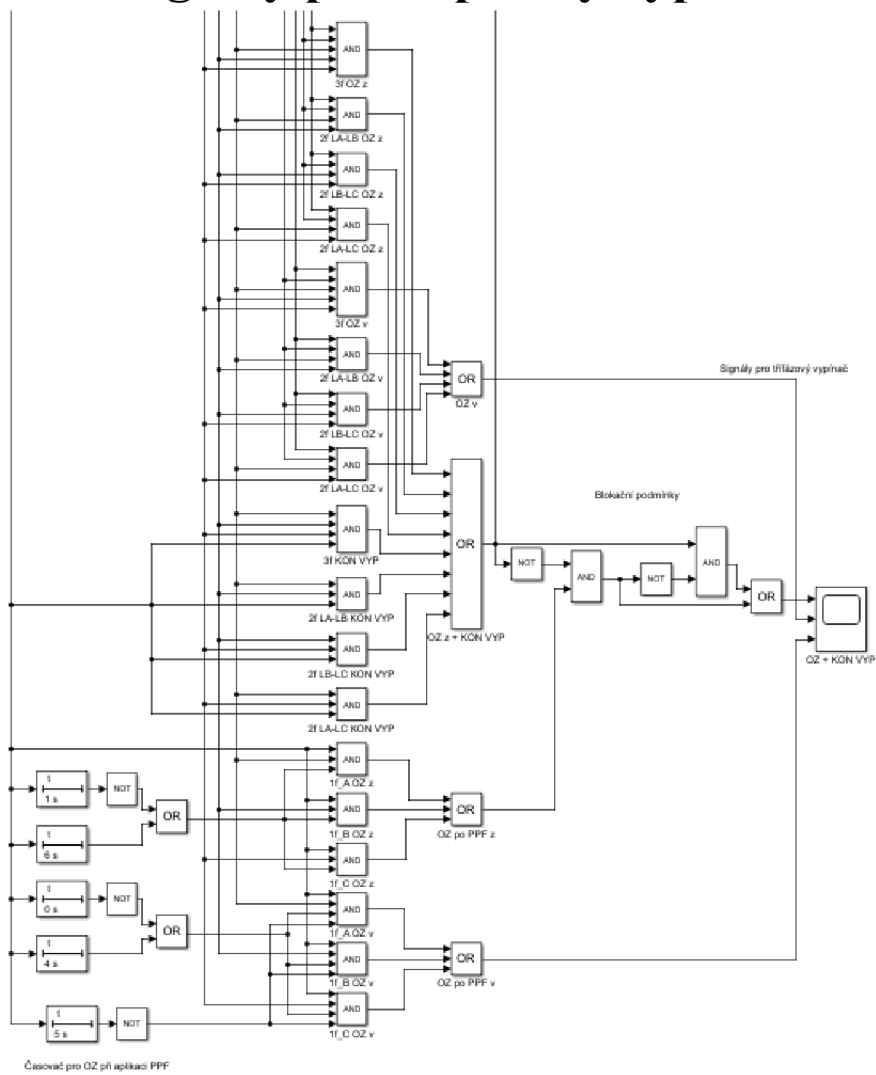 AND
3f OZ z
AND
2f LA-LB OZ z
AND
2f LB-LC OZ z
AND
2f LA-LC OZ z
AND
3f OZ v
AND
2f LA-LB OZ v
OR
OZ v
Signály pro třífázový vypínač
AND
2f LB-LC OZ v
AND
2f LA-LC OZ v
Blokační podmínky
AND
3f KON VYP
OR
OZ z + KON VYP
NOT
AND
NOT
AND
OR
OZ + KON VYP
AND
2f LA-LB KON VYP
AND
2f LB-LC KON VYP
AND
2f LA-LC KON VYP
AND
1f_A OZ z
t
1 s
NOT
OR
AND
1f_B OZ z
OR
OZ po PPF z
t
6 s
AND
1f_C OZ z
t
0 s
NOT
OR
AND
1f_A OZ v
t
4 s
AND
1f_B OZ v
OR
OZ po PPF v
t
5 s
NOT
AND
1f_C OZ v
Časovač pro OZ při aplikaci PPF